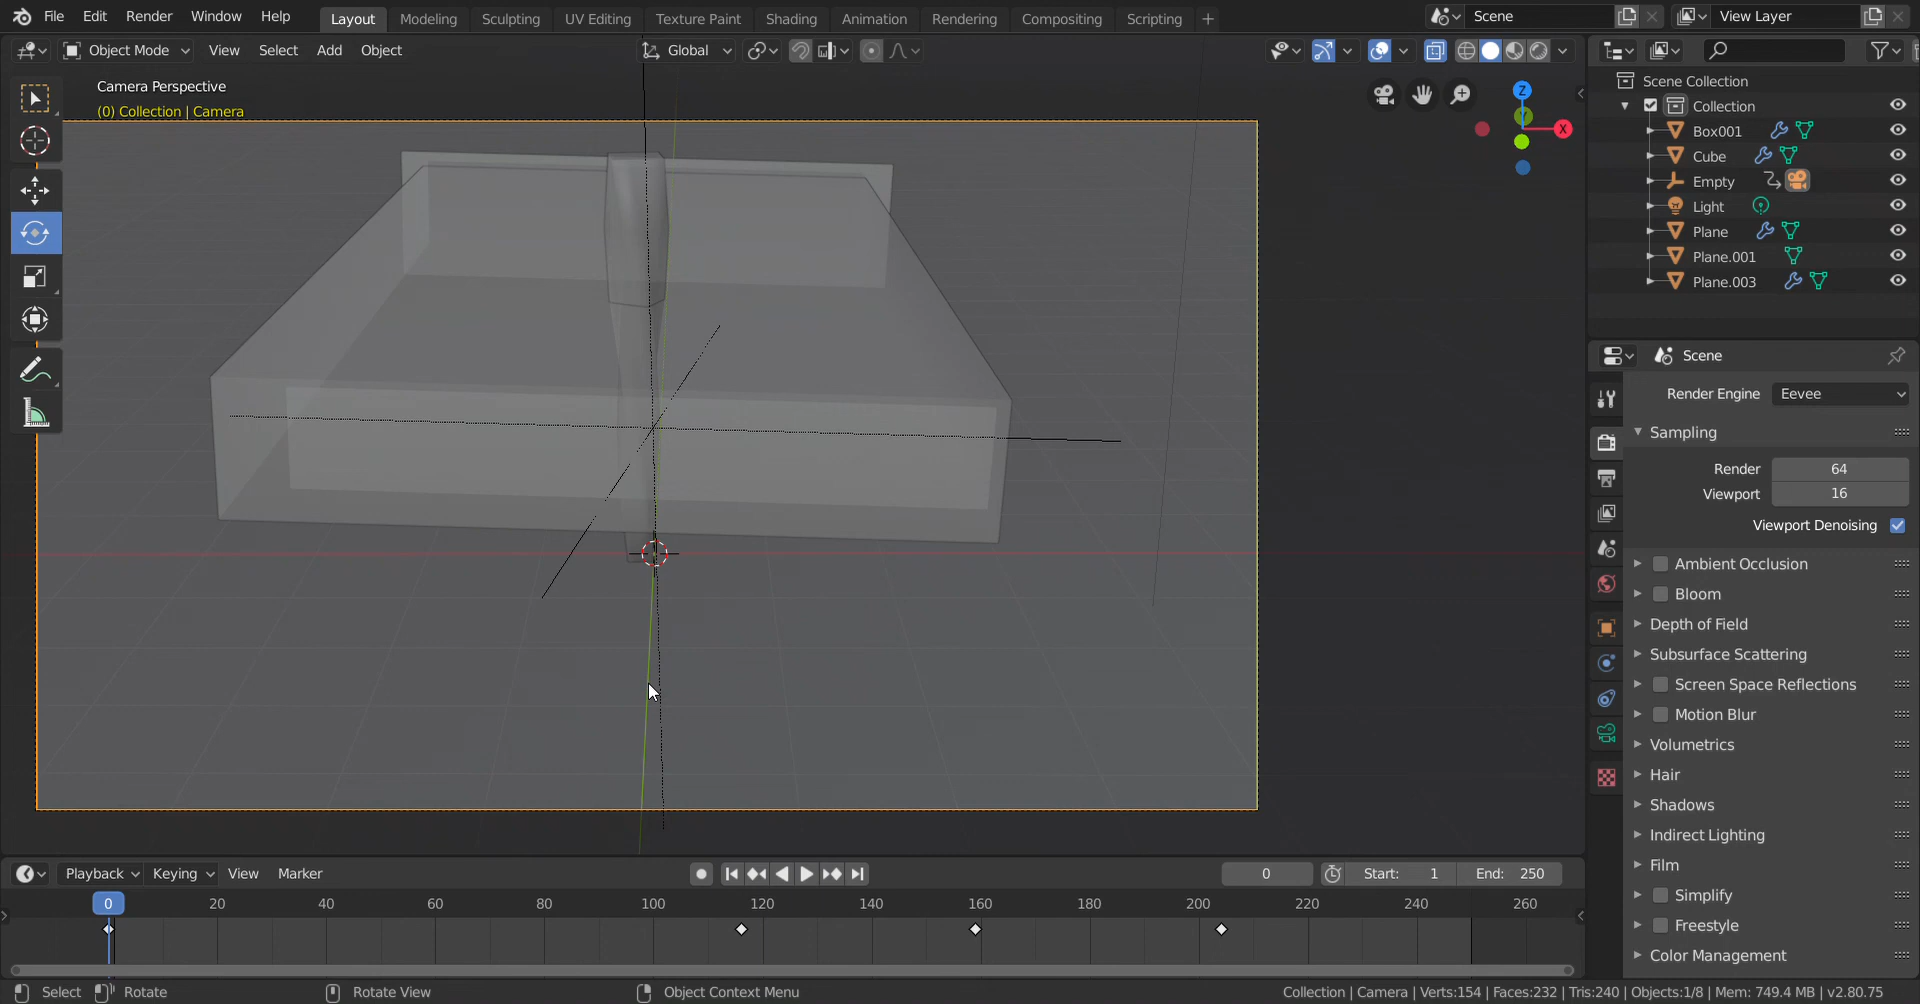 File Edit Render Window Help Layout Modeling Sculpting UV Editing Texture Paint Shading Animation Rendering Compositing Scripting + Scene View Layer
Object Mode View Select Add Object Global
Camera Perspective
(0) Collection | Camera
Z
Y
X
Scene Collection
Collection
Box001
Cube
Empty
Light
Plane
Plane.001
Plane.003
Scene
Render Engine Eevee
Sampling
Render 64
Viewport 16
Viewport Denoising
Ambient Occlusion
Bloom
Depth of Field
Subsurface Scattering
Screen Space Reflections
Motion Blur
Volumetrics
Hair
Shadows
Indirect Lighting
Film
Simplify
Freestyle
Color Management
Playback Keying View Marker 0 Start: 1 End: 250
0 20 40 60 80 100 120 140 160 180 200 220 240 260
Select Rotate Rotate View Object Context Menu Collection | Camera | Verts:154 | Faces:232 | Tris:240 | Objects:1/8 | Mem: 749.4 MB | v2.80.75